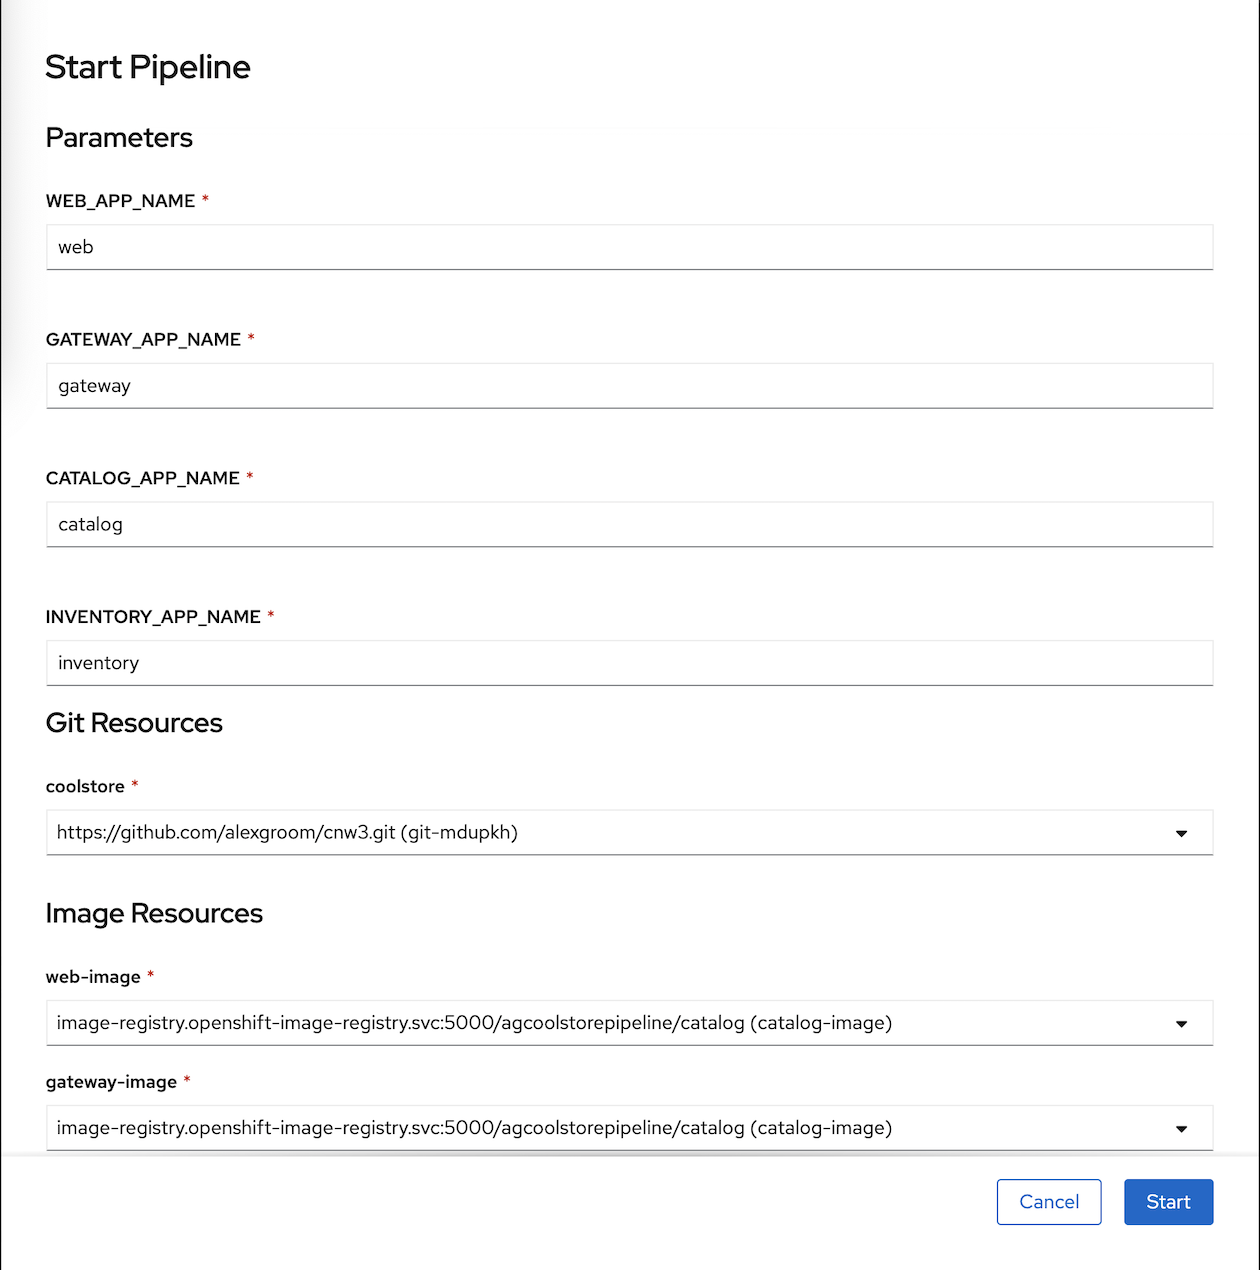 Start Pipeline
Parameters
WEB_APP_NAME *
web
GATEWAY_APP_NAME *
gateway
CATALOG_APP_NAME *
catalog
INVENTORY_APP_NAME *
inventory
Git Resources
coolstore *
https://github.com/alexgroom/cnw3.git (git-mdupkh)
Image Resources
web-image *
image-registry.openshift-image-registry.svc:5000/agcoolstorepipeline/catalog (catalog-image)
gateway-image *
image-registry.openshift-image-registry.svc:5000/agcoolstorepipeline/catalog (catalog-image)
Cancel Start